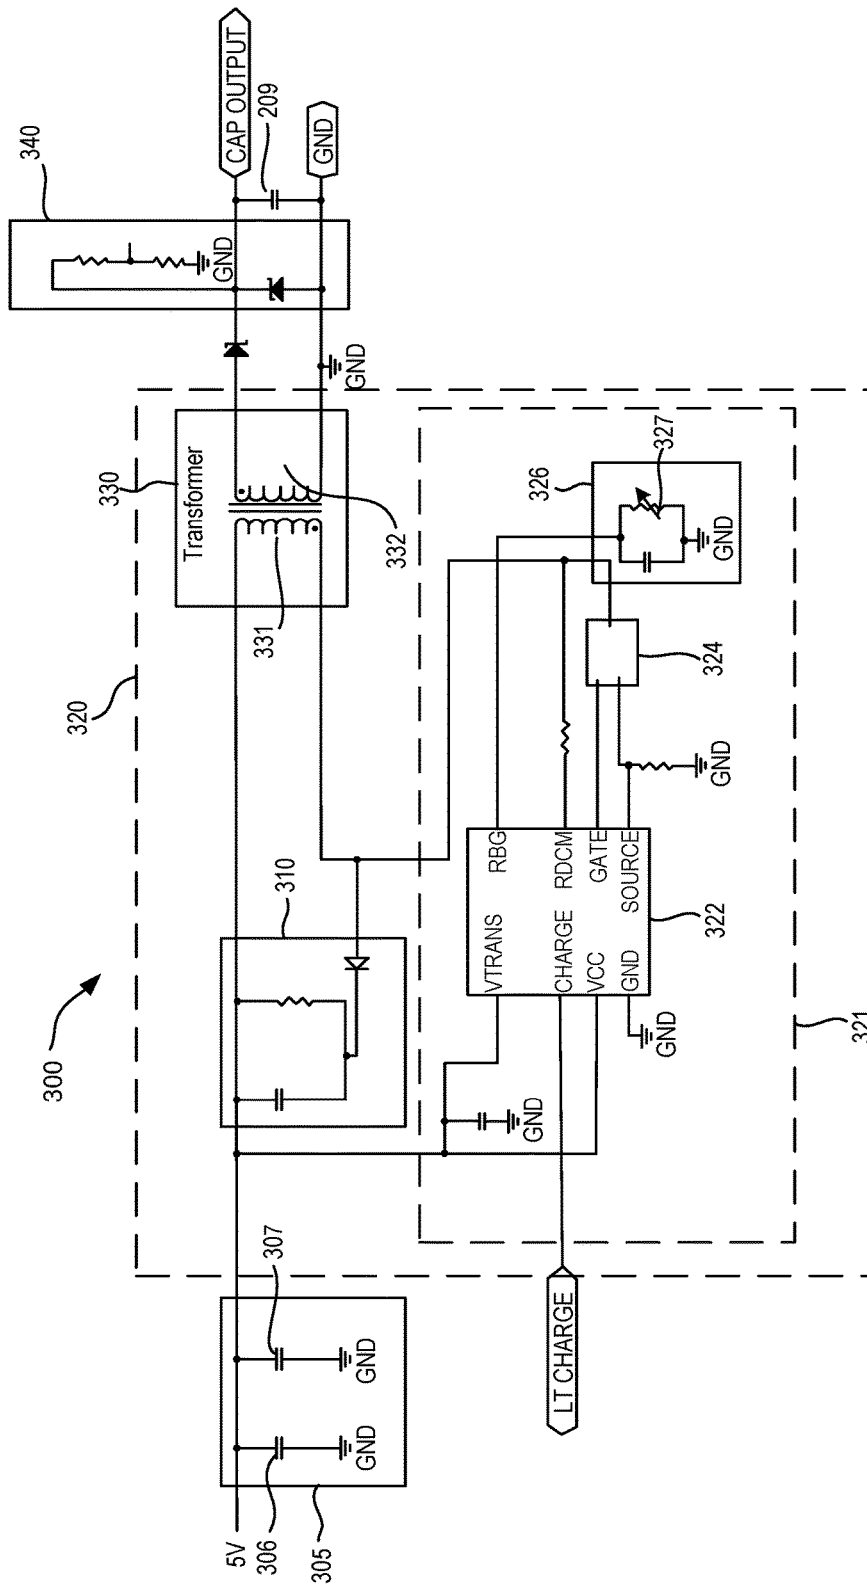 340
300
320
330
Transformer
GND
5V
CAP OUTPUT
306
307
310
331
209
305
GND
GND
GND
GND
332
VTRANS
RBG
GND
326
LT CHARGE
CHARGE
RDCM
VCC
GATE
GND
SOURCE
327
GND
322
GND
324
GND
321